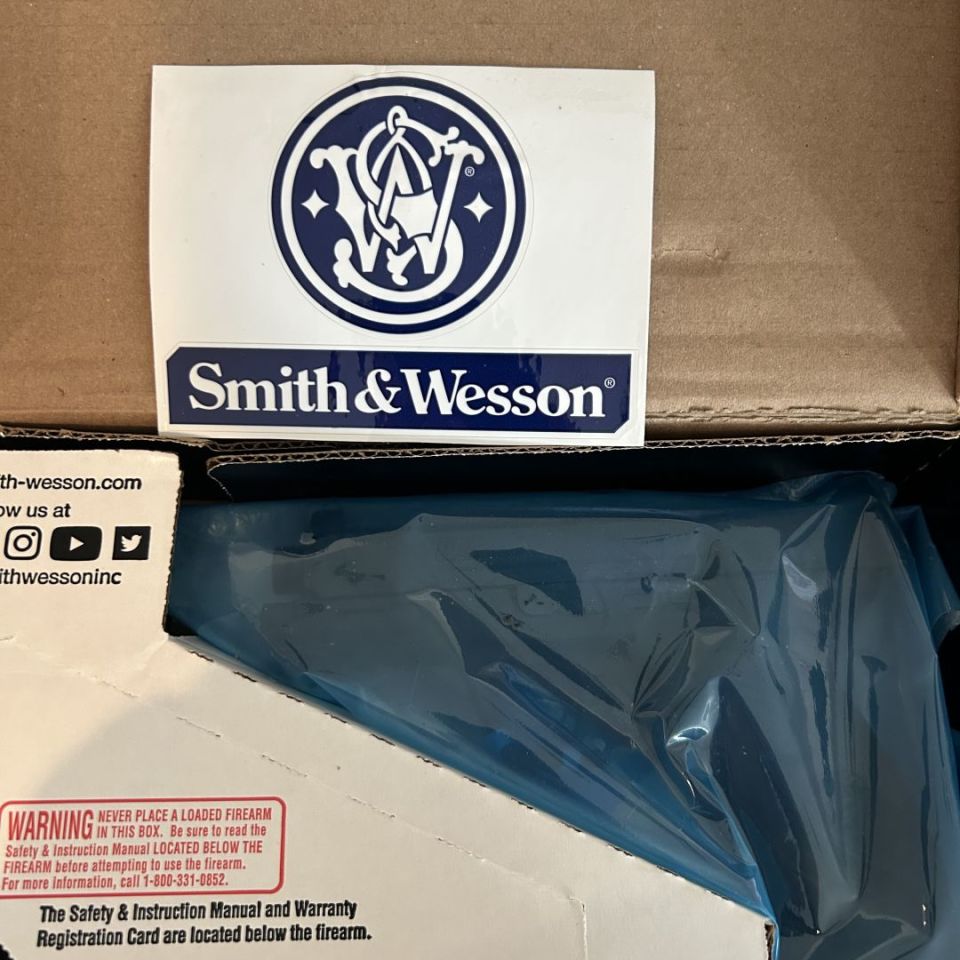 SW®
Smith & Wesson®
th-wesson.com
ow us at
ithwessoninc
WARNING NEVER PLACE A LOADED FIREARM
IN THIS BOX. Be sure to read the
Safety & Instruction Manual LOCATED BELOW THE
FIREARM before attempting to use the firearm.
For more information, call 1-800-331-0852.
The Safety & Instruction Manual and Warranty
Registration Card are located below the firearm.